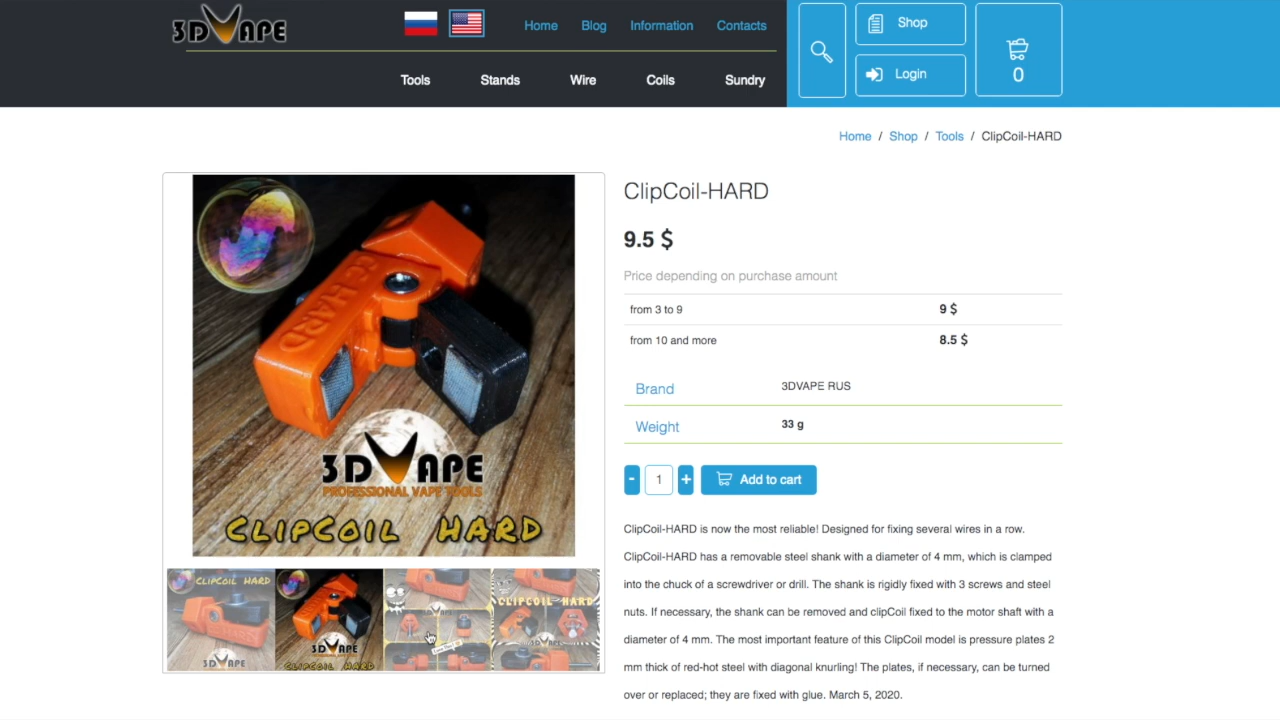 3DVAPE
Home Blog Information Contacts
Tools Stands Wire Coils Sundry
Shop
Login
0
Home / Shop / Tools / ClipCoil-HARD
CC HARD
3DVAPE
PROFESSIONAL VAPE TOOLS
CLIPCOIL HARD
CLIPCOIL HARD
3DVAPE
3DVAPE
CLIPCOIL HARD
CLIPCOIL HARD
3DVAPE
ClipCoil-HARD
9.5 $
Price depending on purchase amount
from 3 to 9 9 $
from 10 and more 8.5 $
Brand 3DVAPE RUS
Weight 33 g
- 1 + Add to cart
ClipCoil-HARD is now the most reliable! Designed for fixing several wires in a row.
ClipCoil-HARD has a removable steel shank with a diameter of 4 mm, which is clamped
into the chuck of a screwdriver or drill. The shank is rigidly fixed with 3 screws and steel
nuts. If necessary, the shank can be removed and clipCoil fixed to the motor shaft with a
diameter of 4 mm. The most important feature of this ClipCoil model is pressure plates 2
mm thick of red-hot steel with diagonal knurling! The plates, if necessary, can be turned
over or replaced; they are fixed with glue. March 5, 2020.